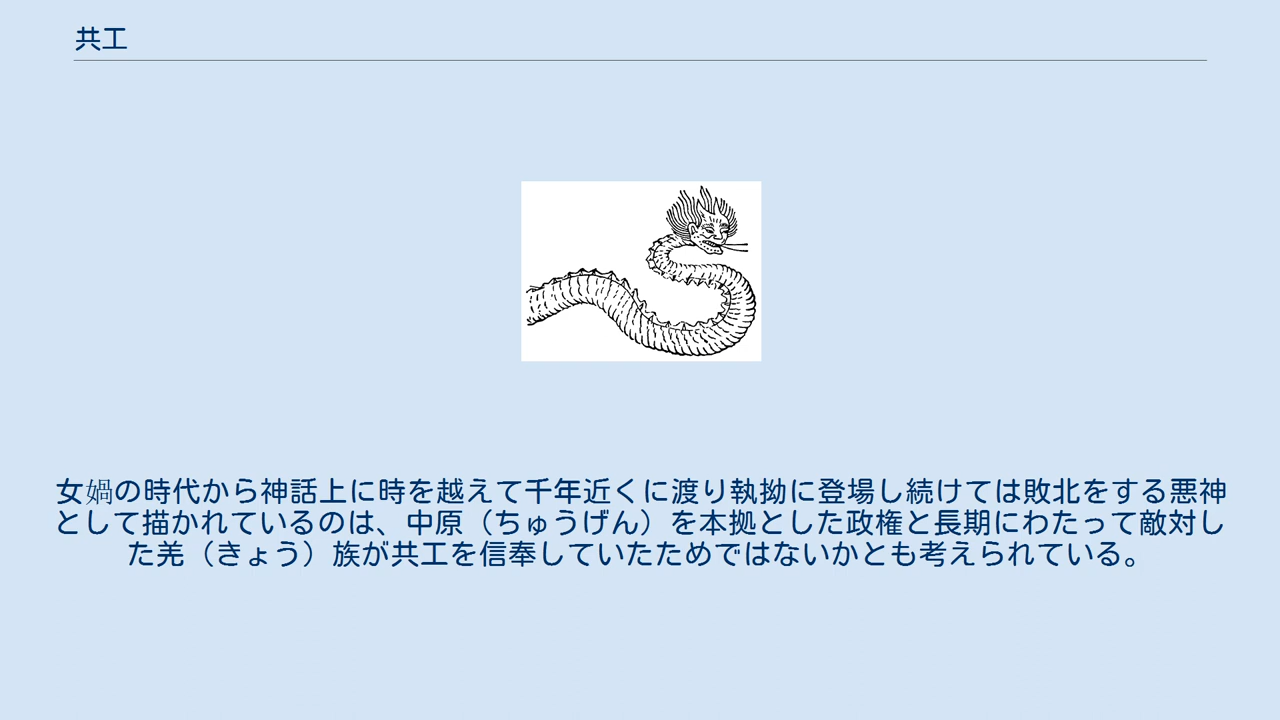 共工
女媧の時代から神話上に時を越えて千年近くに渡り執拗に登場し続けては敗北をする悪神
として描かれているのは、中原（ちゅうげん）を本拠とした政権と長期にわたって敵対し
た羌（きょう）族が共工を信奉していたためではないかとも考えられている。